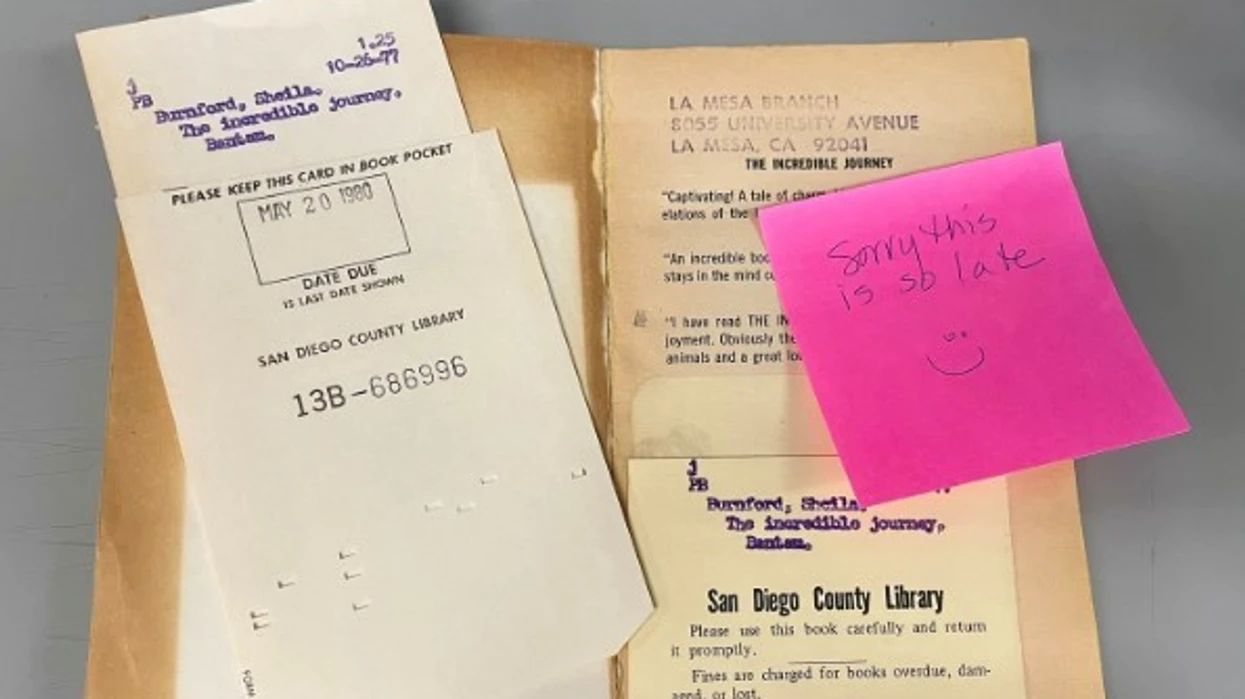 1.25
10-26-77
J
PB
Burnford, Sheila.
The incredible journey.
Bantam.
PLEASE KEEP THIS CARD IN BOOK POCKET
MAY 20 1980
DATE DUE
IS LAST DATE SHOWN
SAN DIEGO COUNTY LIBRARY
13B-686996
FORM
LA MESA BRANCH
8055 UNIVERSITY AVENUE
LA MESA, CA 92041
THE INCREDIBLE JOURNEY
"Captivating! A tale of
elations of the
"An incredible
stays in the mind
"I have read THE
joyment. Obviously the
animals and a great
Sorry this
is so late
J
PB
Burnford, Sheila.
The incredible journey.
Bantam.
San Diego County Library
Please use this book carefully and return
it promptly.
Fines are charged for books overdue, dam-
aged, or lost.